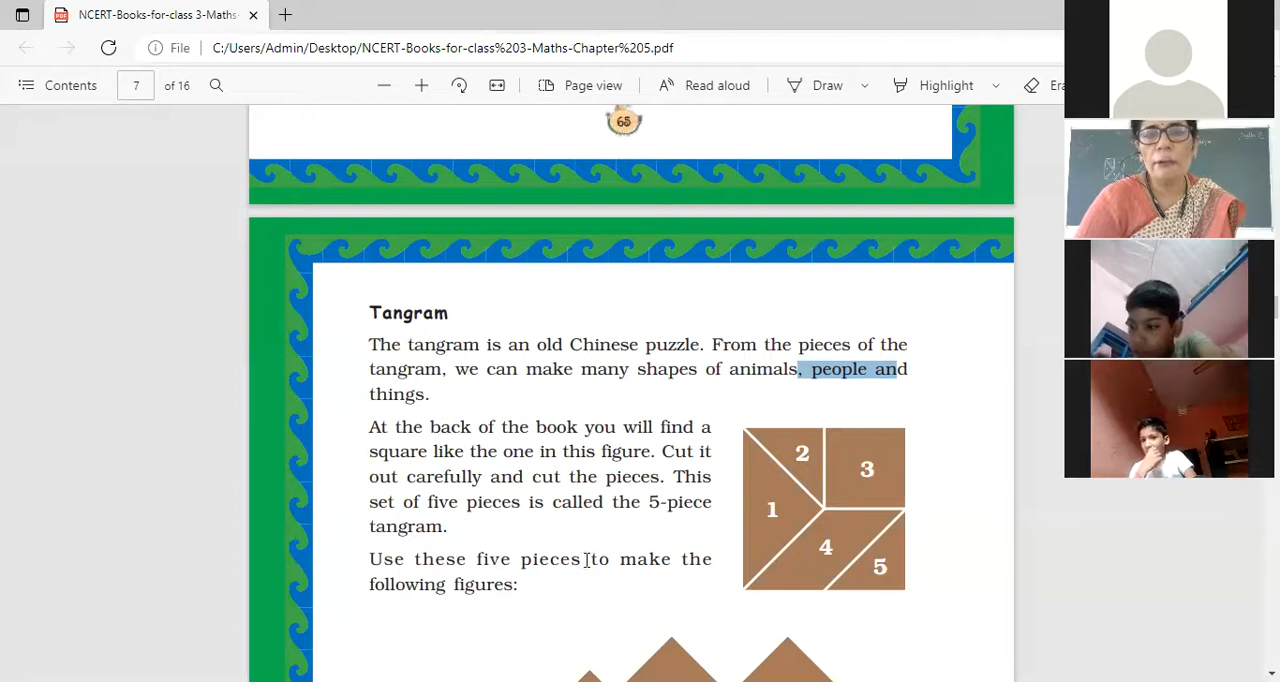 NCERT-Books-for class 3-Maths-
File C:/Users/Admin/Desktop/NCERT-Books-for-class%203-Maths-Chapter%205.pdf
Contents 7 of 16 Page view Read aloud Draw Highlight
65
Tangram
The tangram is an old Chinese puzzle. From the pieces of the
tangram, we can make many shapes of animals, people and
things.
At the back of the book you will find a
square like the one in this figure. Cut it
out carefully and cut the pieces. This
set of five pieces is called the 5-piece
tangram.
Use these five pieces to make the
following figures:
2
3
1
4
5